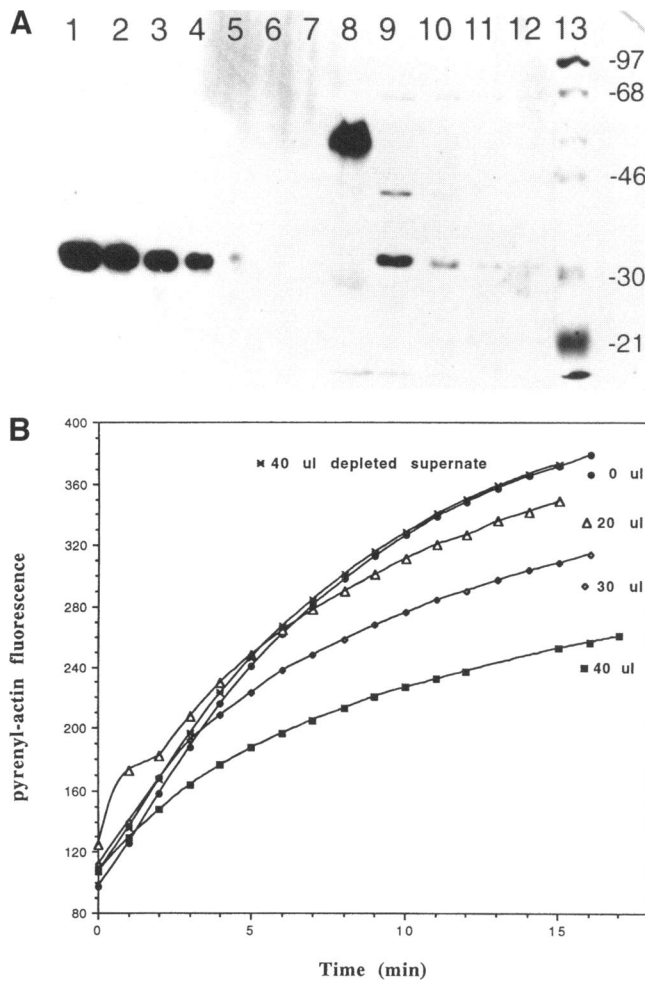 A
1 2 3 4 5 6 7 8 9 10 11 12 13
-97
-68
-46
-30
-21
B
400
360
320
280
240
200
160
120
80
pyrenyl-actin fluorescence
40 ul depleted supernate
0 ul
20 ul
30 ul
40 ul
0 5 10 15
Time (min)